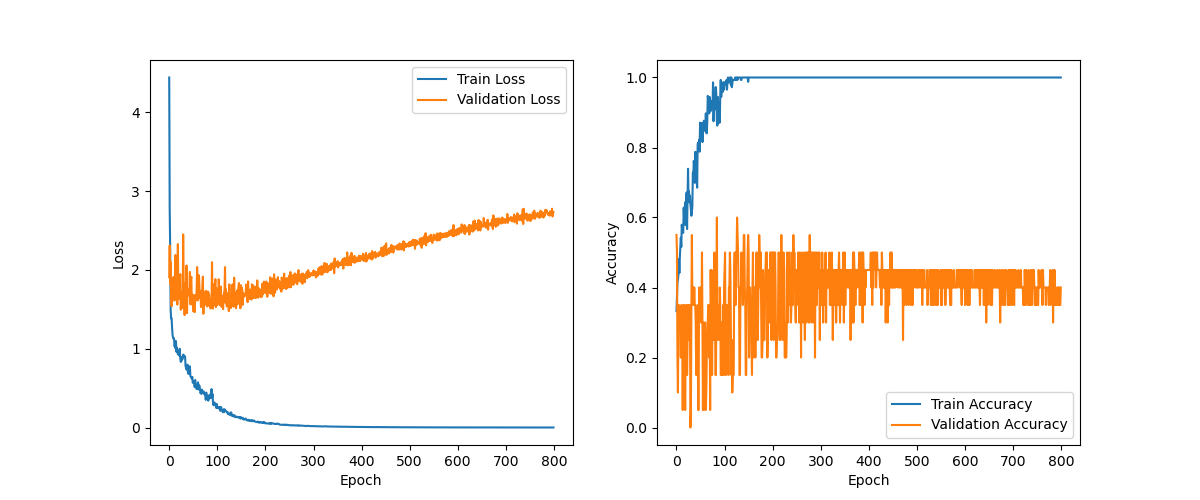 Train Loss
Validation Loss
4
3
2
1
0
Loss
0 100 200 300 400 500 600 700 800
Epoch
1.0
0.8
0.6
0.4
0.2
0.0
Accuracy
Train Accuracy
Validation Accuracy
0 100 200 300 400 500 600 700 800
Epoch